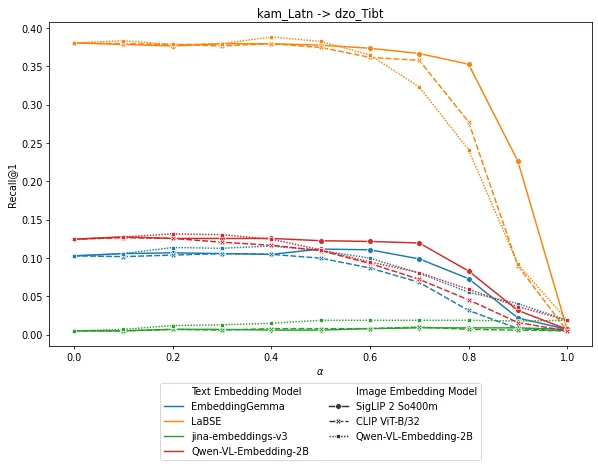 kam_Latn -> dzo_Tibt
0.40
0.35
0.30
0.25
0.20
0.15
0.10
0.05
0.00
Recall@1
0.0 0.2 0.4 0.6 0.8 1.0
α
Text Embedding Model Image Embedding Model
EmbeddingGemma SigLIP 2 So400m
LaBSE CLIP ViT-B/32
jina-embeddings-v3 Qwen-VL-Embedding-2B
Qwen-VL-Embedding-2B